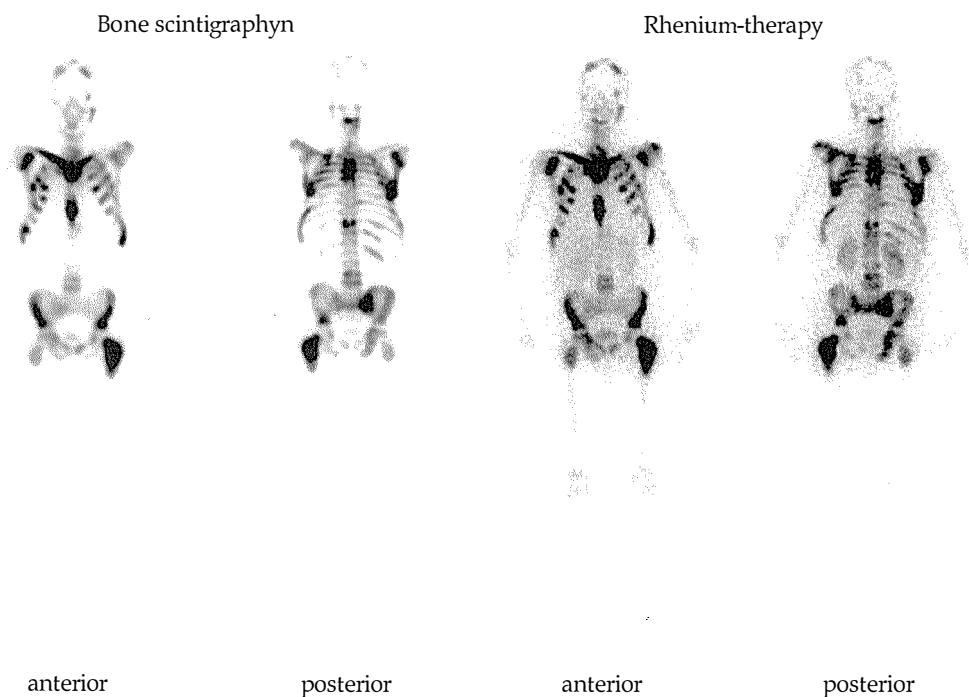 Bone scintigraphyn
Rhenium-therapy
anterior
posterior
anterior
posterior